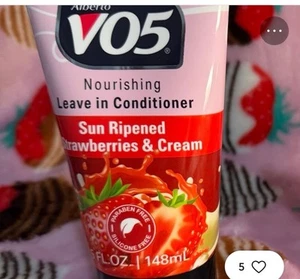 Alberto
VO5
Nourishing
Leave in Conditioner
Sun Ripened
Strawberries & Cream
PARABEN FREE
SILICONE FREE
FL.OZ. | 148mL
5